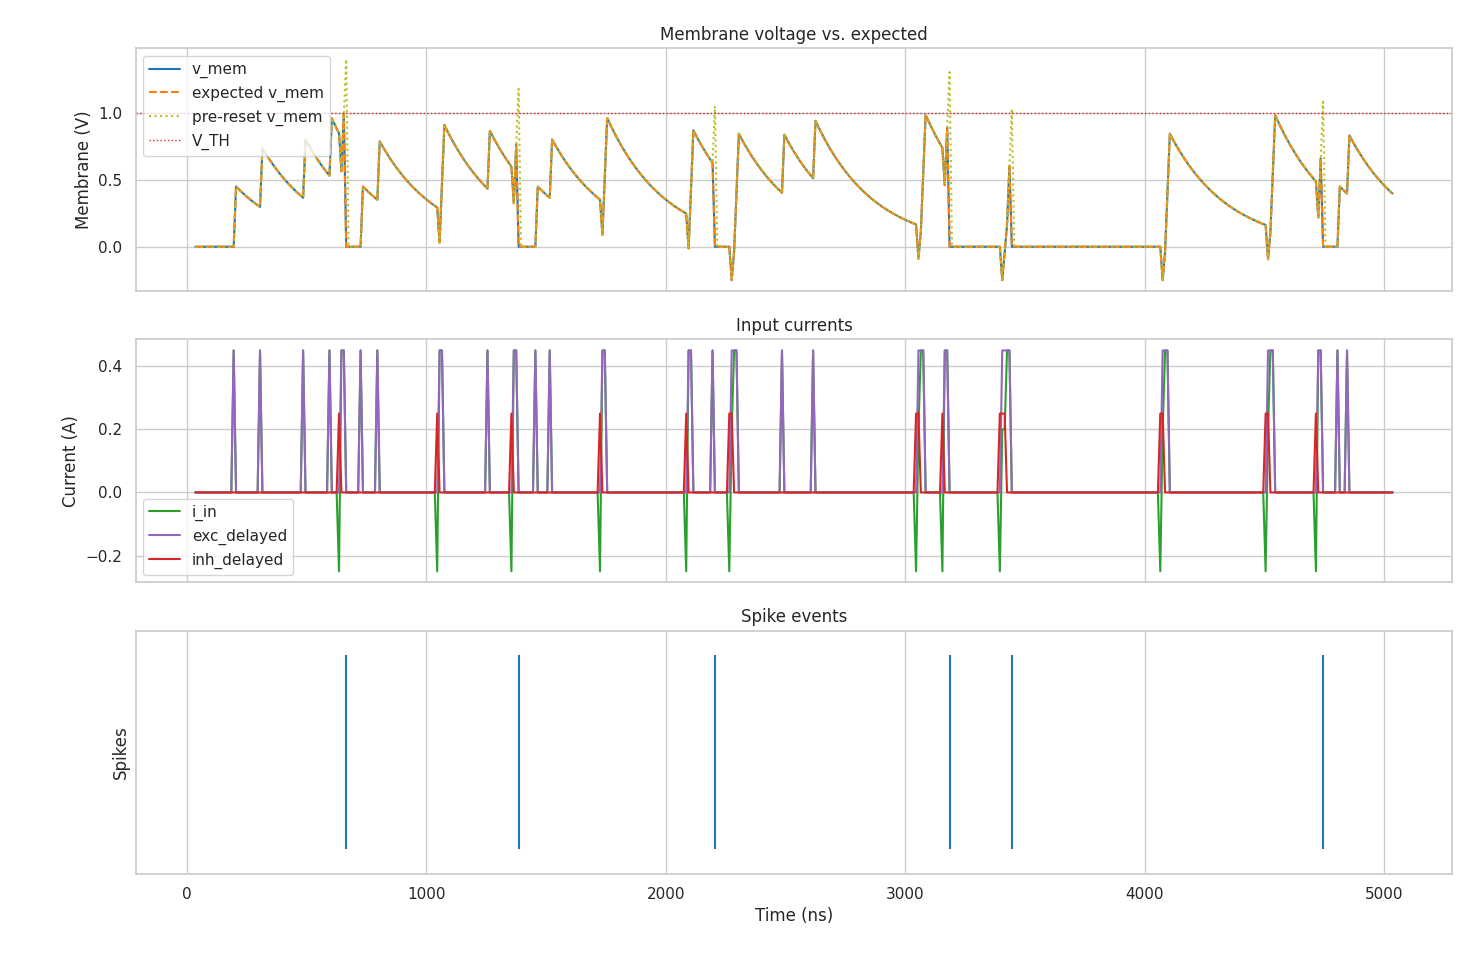 Membrane voltage vs. expected
Membrane (V)
1.0
0.5
0.0
v_mem
expected v_mem
pre-reset v_mem
V_TH
Input currents
Current (A)
0.4
0.2
0.0
−0.2
i_in
exc_delayed
inh_delayed
Spike events
Spikes
0 1000 2000 3000 4000 5000
Time (ns)